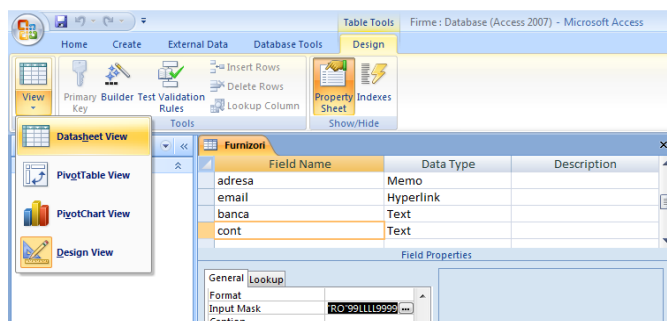 Table Tools Firme : Database (Access 2007) - Microsoft Access
Home Create External Data Database Tools Design
View
Primary Key
Builder
Test Validation Rules
Insert Rows
Delete Rows
Lookup Column
Property Sheet
Indexes
Tools
Show/Hide
Datasheet View
PivotTable View
PivotChart View
Design View
Furnizori
Field Name Data Type Description
adresa Memo
email Hyperlink
banca Text
cont Text
Field Properties
General Lookup
Format
Input Mask "RO"99LLLL9999
Caption